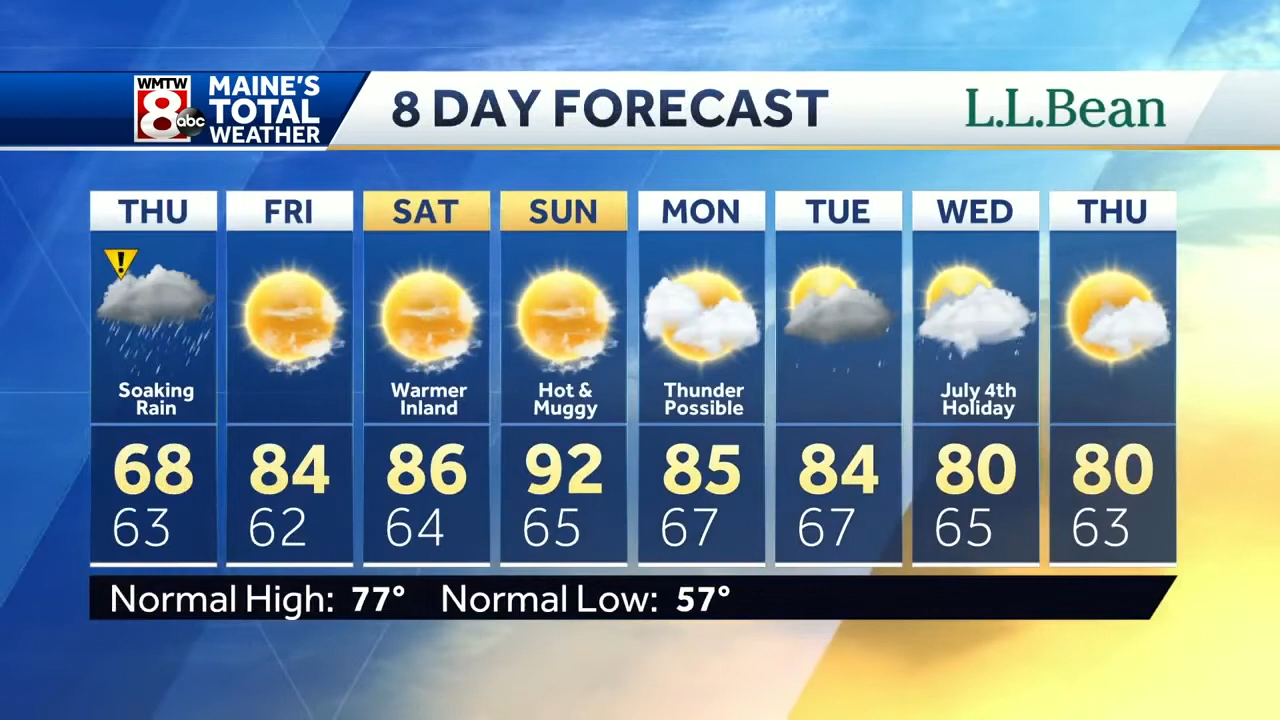 WMTW
8
abc
MAINE'S
TOTAL
WEATHER
8 DAY FORECAST
L.L.Bean
THU FRI SAT SUN MON TUE WED THU
!
Soaking
Rain
Warmer
Inland
Hot &
Muggy
Thunder
Possible
July 4th
Holiday
68 84 86 92 85 84 80 80
63 62 64 65 67 67 65 63
Normal High: 77° Normal Low: 57°